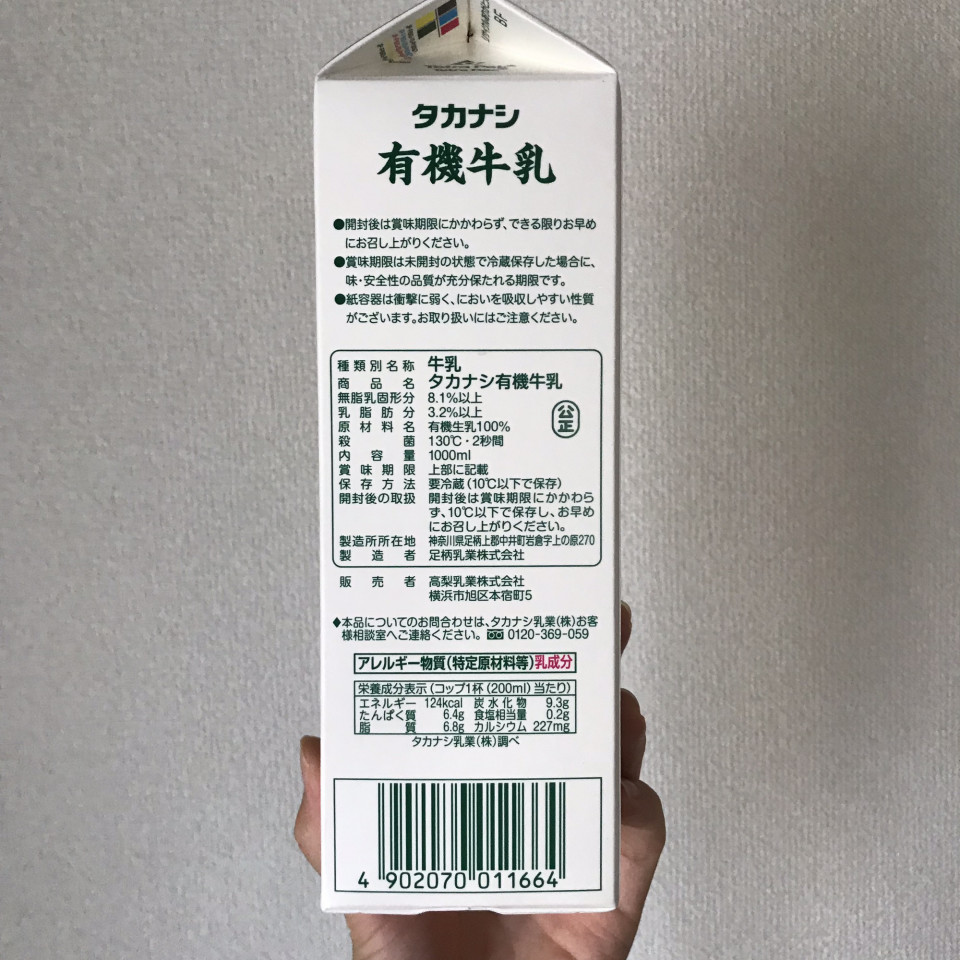 タカナシ
有機牛乳
●開封後は賞味期限にかかわらず、できる限りお早め
にお召し上がりください。
●賞味期限は未開封の状態で冷蔵保存した場合に、
味・安全性の品質が充分保たれる期限です。
●紙容器は衝撃に弱く、においを吸収しやすい性質
がございます。お取り扱いにはご注意ください。
種類別名称 牛乳
商品名 タカナシ有機牛乳
無脂乳固形分 8.1%以上
乳脂肪分 3.2%以上
原材料名 有機生乳100%
公正
殺菌 130℃・2秒間
内容量 1000ml
賞味期限 上部に記載
保存方法 要冷蔵(10℃以下で保存)
開封後の取扱 開封後は賞味期限にかかわら
ず、10℃以下で保存し、お早め
にお召し上がりください。
製造所所在地 神奈川県足柄上郡中井町岩倉字上の原270
製造者 足柄乳業株式会社
販売者 高梨乳業株式会社
横浜市旭区本宿町5
♦本品についてのお問合わせは、タカナシ乳業(株)お客
様相談室へご連絡ください。 0120-369-059
アレルギー物質(特定原材料等)乳成分
栄養成分表示(コップ1杯(200ml)当たり)
エネルギー 124kcal 炭水化物 9.3g
たんぱく質 6.4g 食塩相当量 0.2g
脂質 6.8g カルシウム 227mg
タカナシ乳業(株)調べ
4 902070 011664